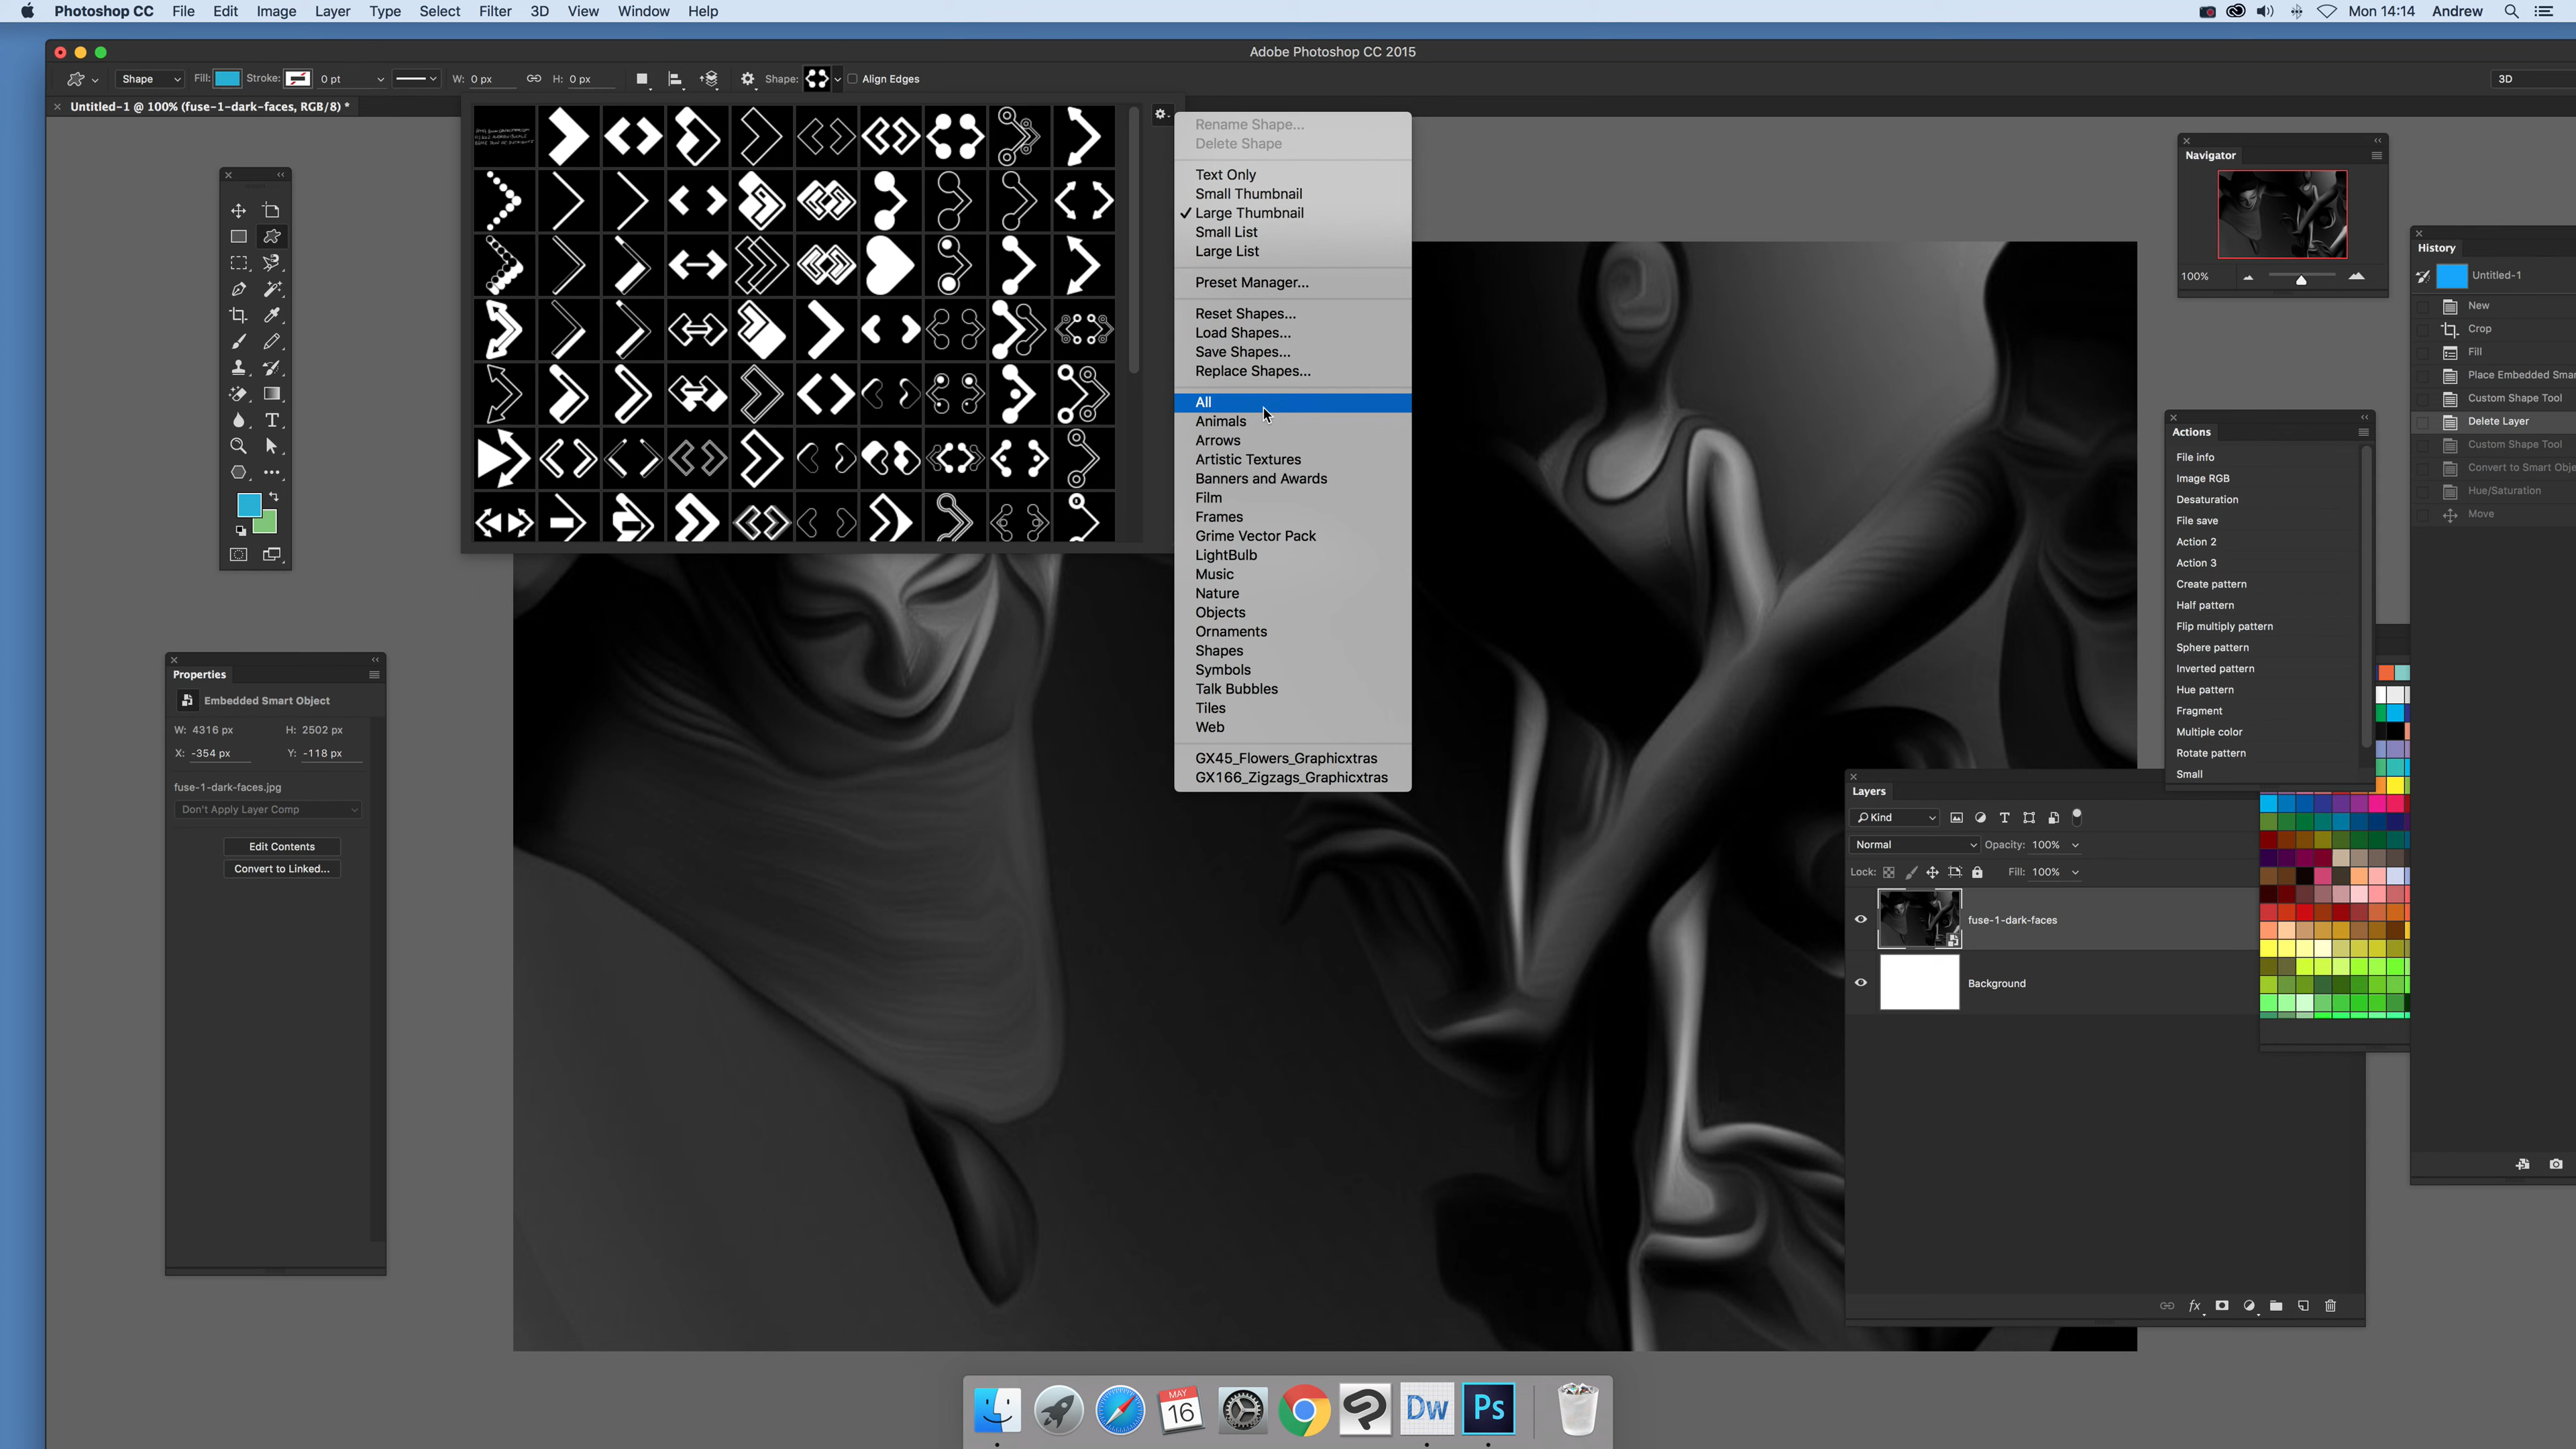 Photoshop CC File Edit Image Layer Type Select Filter 3D View Window Help
Mon 14:14 Andrew
Adobe Photoshop CC 2015
Shape Fill: Stroke: 0 pt W: 0 px H: 0 px Shape: Align Edges
3D
Untitled-1 @ 100% (fuse-1-dark-faces, RGB/8) *
Rename Shape...
Delete Shape
Text Only
Small Thumbnail
Large Thumbnail
Small List
Large List
Preset Manager...
Reset Shapes...
Load Shapes...
Save Shapes...
Replace Shapes...
All
Animals
Arrows
Artistic Textures
Banners and Awards
Film
Frames
Grime Vector Pack
LightBulb
Music
Nature
Objects
Ornaments
Shapes
Symbols
Talk Bubbles
Tiles
Web
GX45_Flowers_Graphicxtras
GX166_Zigzags_Graphicxtras
Properties
Embedded Smart Object
W: 4316 px H: 2502 px
X: -354 px Y: -118 px
fuse-1-dark-faces.jpg
Don't Apply Layer Comp
Edit Contents
Convert to Linked...
Navigator
100%
History
Untitled-1
New
Crop
Fill
Place Embedded Smar
Custom Shape Tool
Delete Layer
Custom Shape Tool
Convert to Smart Obje
Hue/Saturation
Move
Actions
File info
Image RGB
Desaturation
File save
Action 2
Action 3
Create pattern
Half pattern
Flip multiply pattern
Sphere pattern
Inverted pattern
Hue pattern
Fragment
Multiple color
Rotate pattern
Small
Layers
Kind
Normal Opacity: 100%
Lock: Fill: 100%
fuse-1-dark-faces
Background
fx
MAY
16
Dw
Ps